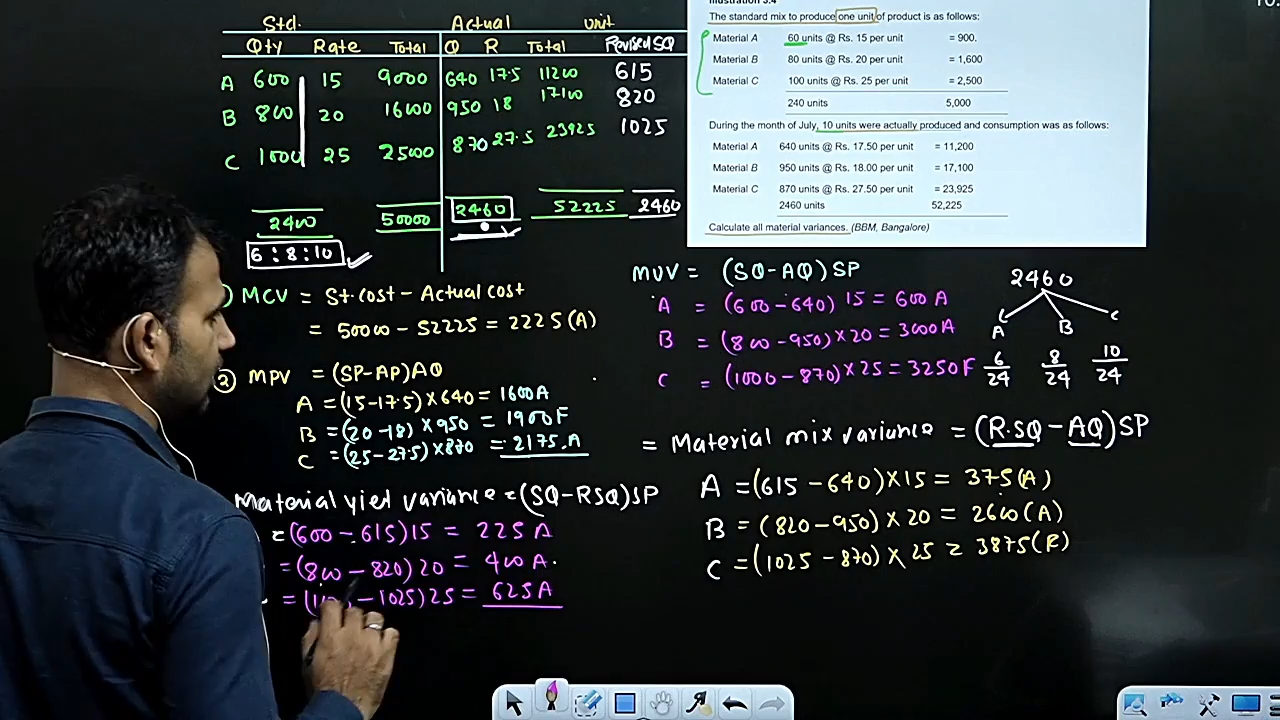 Std. Actual unit
Qty Rate Total Q R Total Revised SQ
A 600 15 9000 640 17.5 11200 615
B 800 20 16000 950 18 17100 820
C 1000 25 25000 870 27.5 23925 1025
2400 50000 2460 52225 2460
6:8:10
Illustration 3.4
The standard mix to produce one unit of product is as follows:
Material A 60 units @ Rs. 15 per unit = 900.
Material B 80 units @ Rs. 20 per unit = 1,600
Material C 100 units @ Rs. 25 per unit = 2,500
240 units 5,000
During the month of July, 10 units were actually produced and consumption was as follows:
Material A 640 units @ Rs. 17.50 per unit = 11,200
Material B 950 units @ Rs. 18.00 per unit = 17,100
Material C 870 units @ Rs. 27.50 per unit = 23,925
2460 units 52,225
Calculate all material variances. (BBM, Bangalore)
MCV = St.cost - Actual cost
= 50000 - 52225 = 2225 (A)
② MPV = (SP-AP)AQ
A = (15-17.5)×640 = 1600A
B = (20-18)×950 = 1900F
C = (25-27.5)×870 = 2175.A
Material yield variance = (SQ-RSQ)SP
= (600-615)15 = 225A
= (800-820)20 = 400A.
-1025)25 = 625A
MUV = (SQ-AQ)SP
A = (600-640)15 = 600A
B = (800-950)×20 = 3000A
C = (1000-870)×25 = 3250F
2460
A B C
6/24 8/24 10/24
= Material mix variance = (R.SQ-AQ)SP
A = (615-640)×15 = 375(A)
B = (820-950)×20 = 2600(A)
C = (1025-870)×25 = 3875(F)